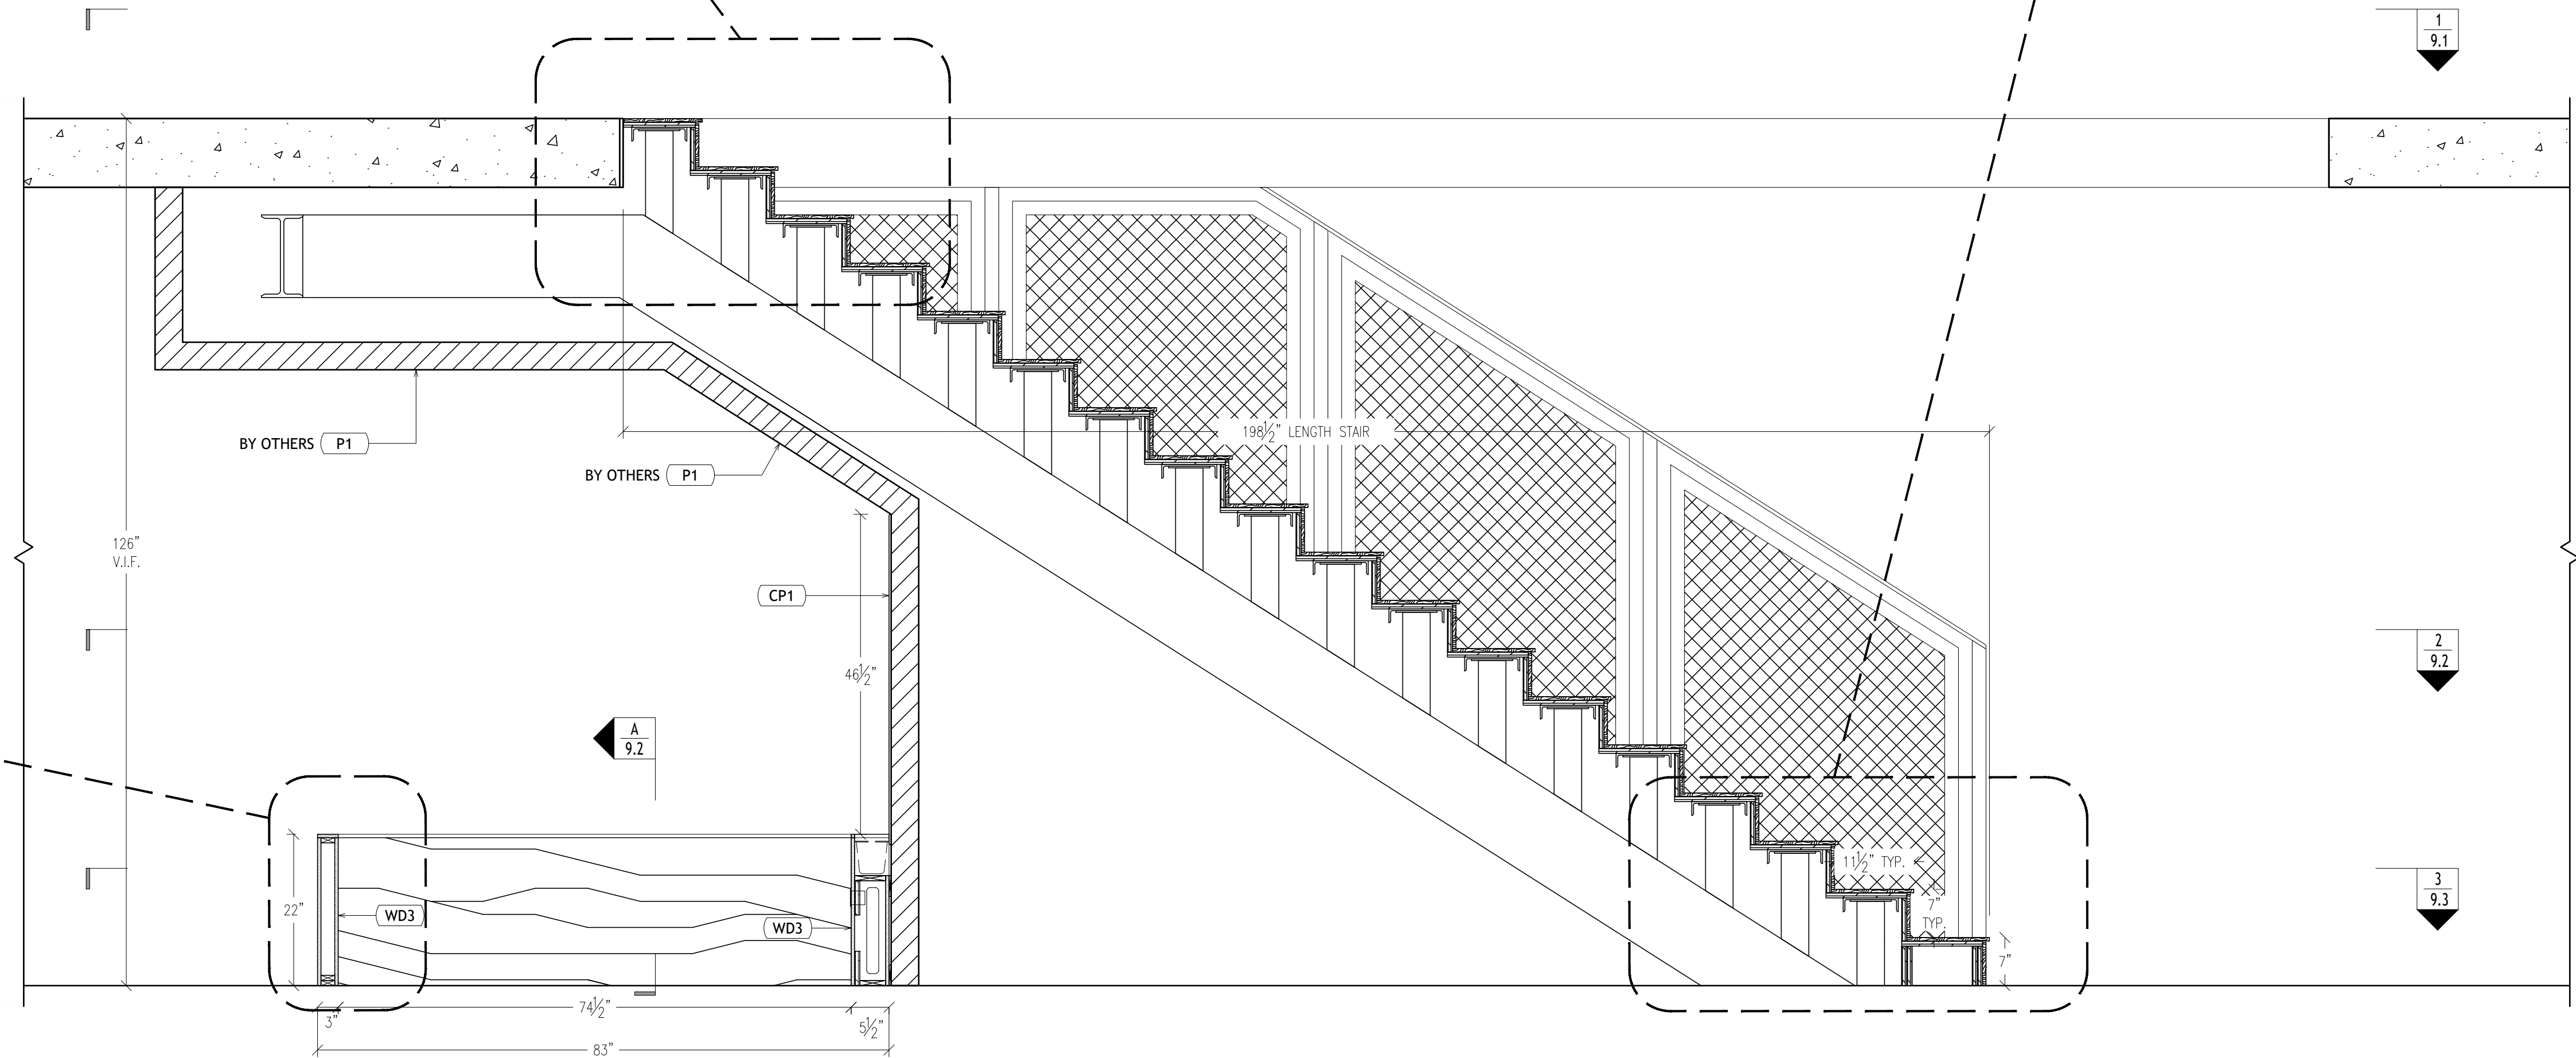 1
9.1
BY OTHERS P1
BY OTHERS P1
198½" LENGTH STAIR
126"
V.I.F.
CP1
46½"
2
9.2
A
9.2
11½" TYP.
3
9.3
22"
WD3
WD3
7"
TYP.
7"
3"
74½"
5½"
83"